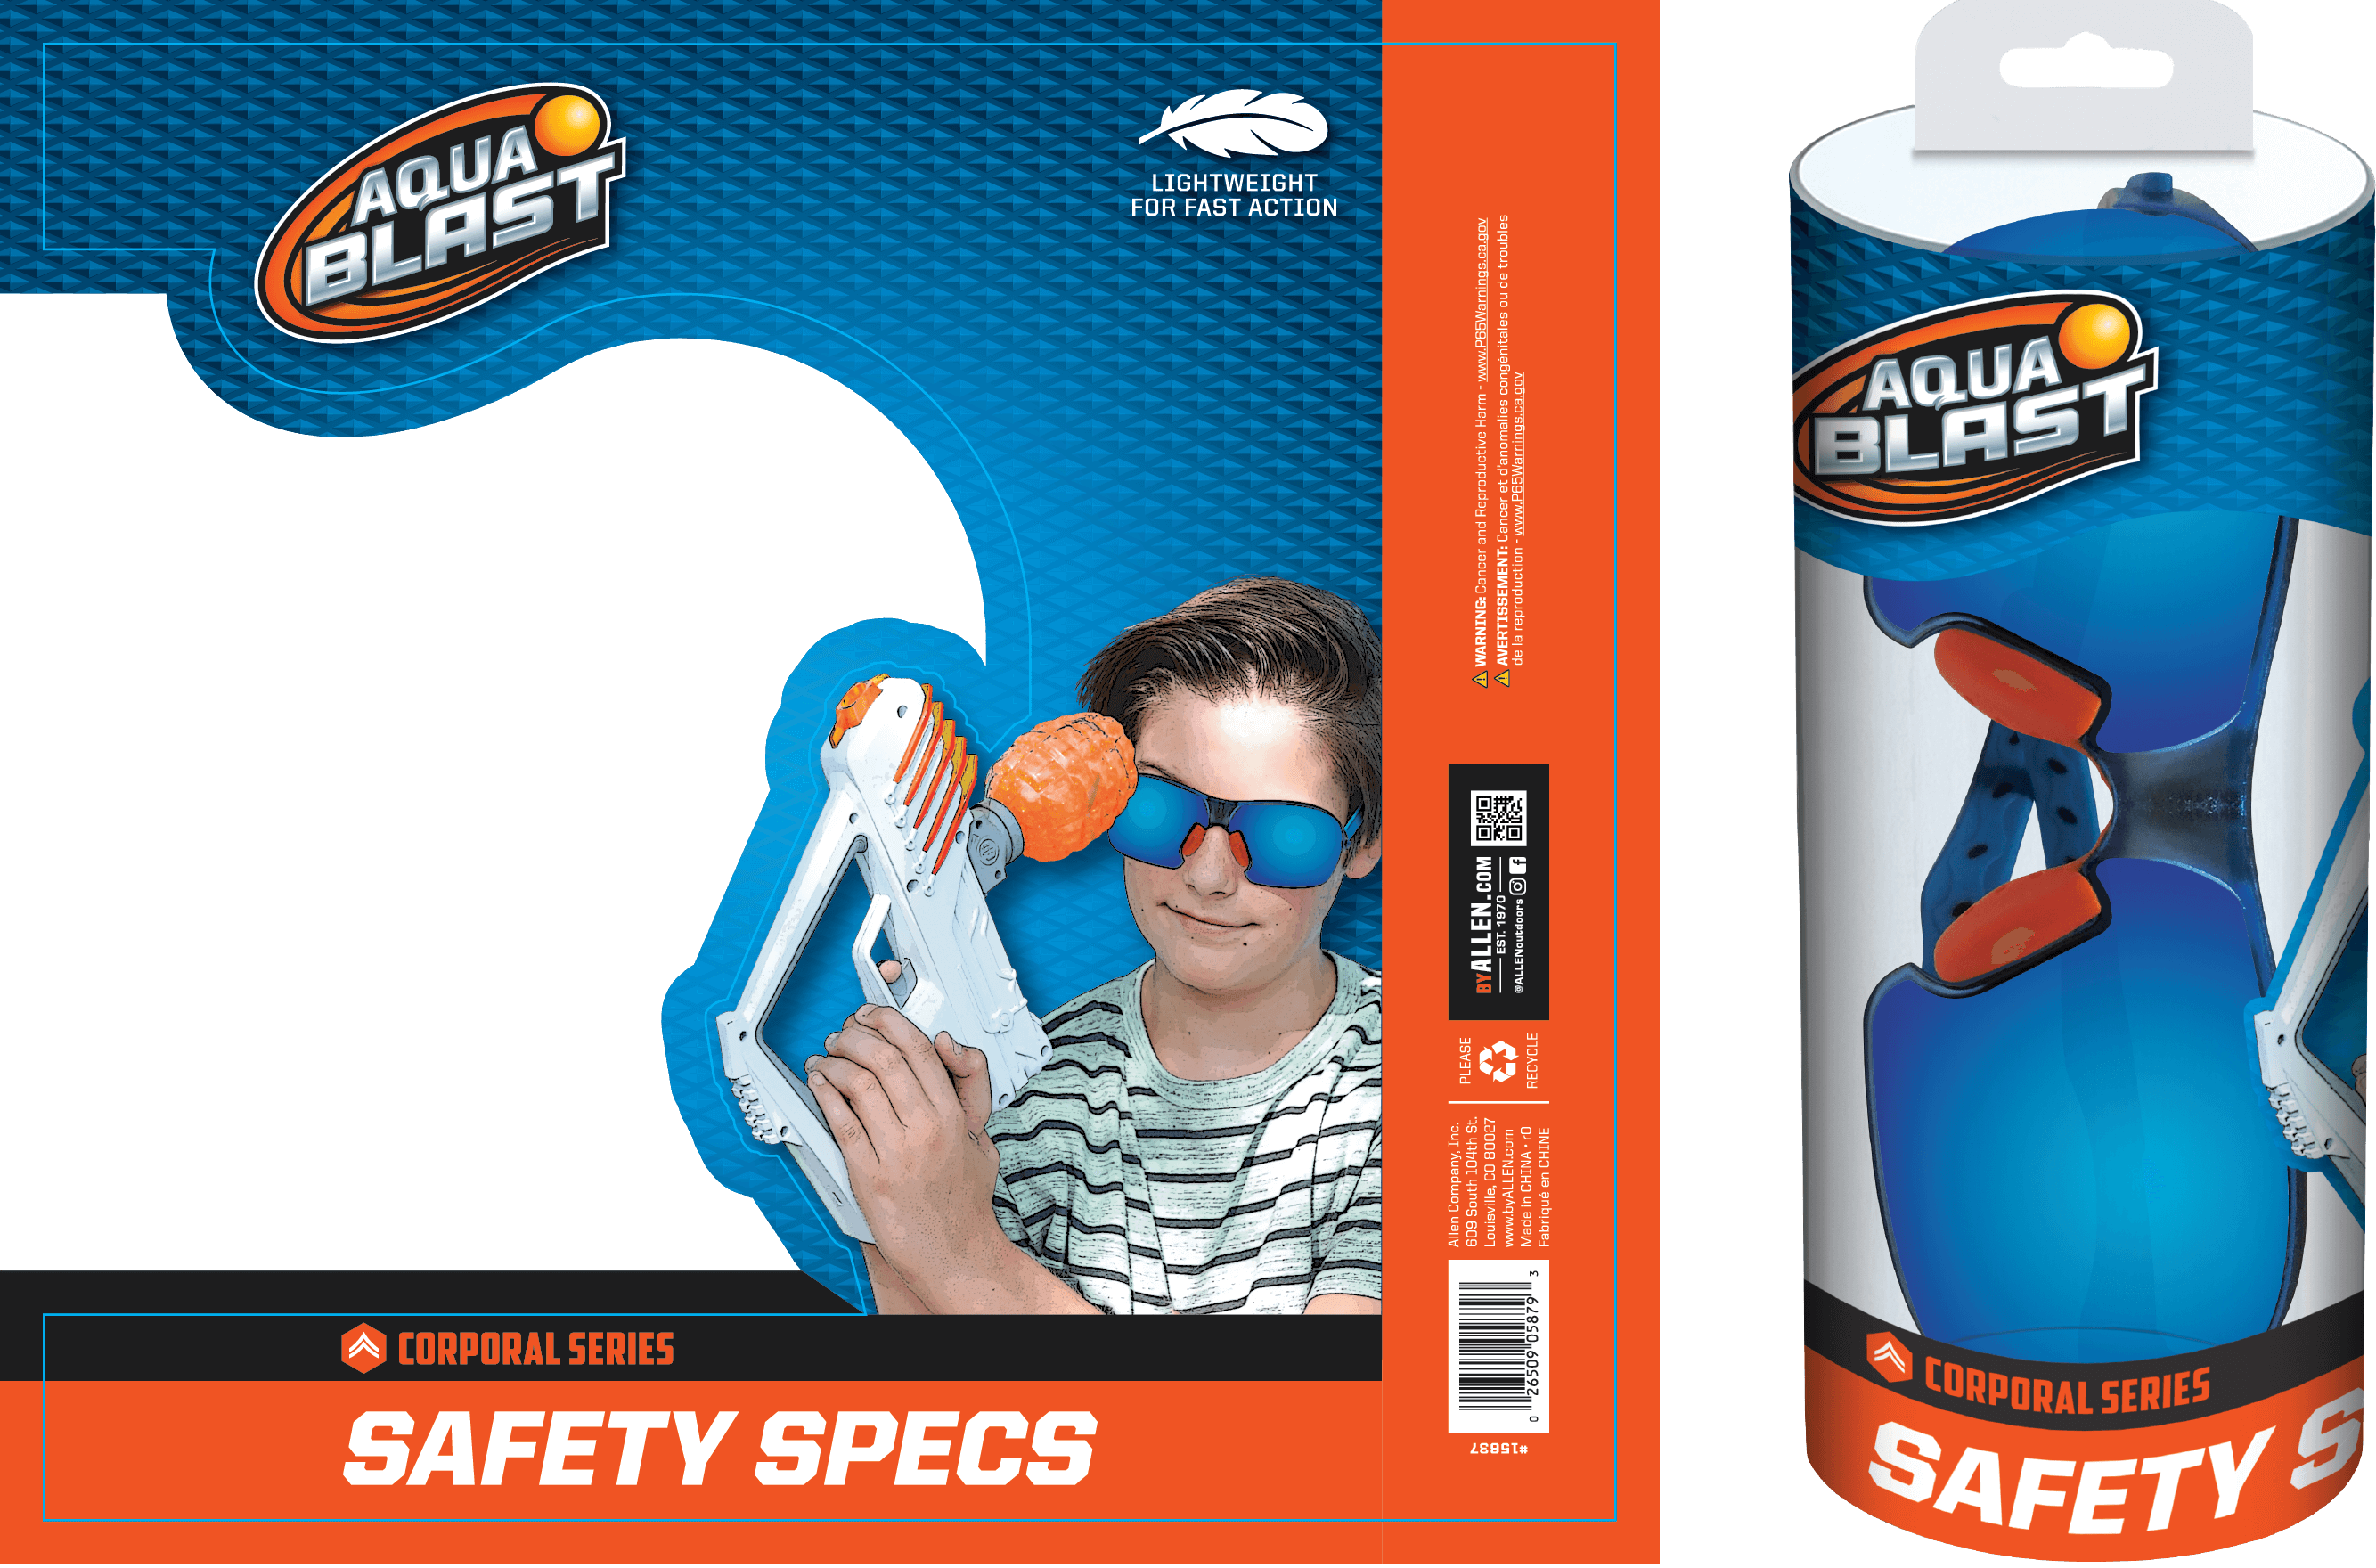 AQUA
BLAST
LIGHTWEIGHT
FOR FAST ACTION
CORPORAL SERIES
SAFETY SPECS
WARNING: Cancer and Reproductive Harm - www.P65Warnings.ca.gov
AVERTISSEMENT: Cancer et d'anomalies congénitales ou de troubles
de la reproduction - www.P65Warnings.ca.gov
BYALLEN.COM
EST. 1970
@ALLENoutdoors
PLEASE
RECYCLE
Allen Company, Inc.
609 South 104th St.
Louisville, CO 80027
www.byALLEN.com
Made in CHINA • r0
Fabriqué en CHINE
0 26509 05879 3
#15637
AQUA
BLAST
CORPORAL SERIES
SAFETY S